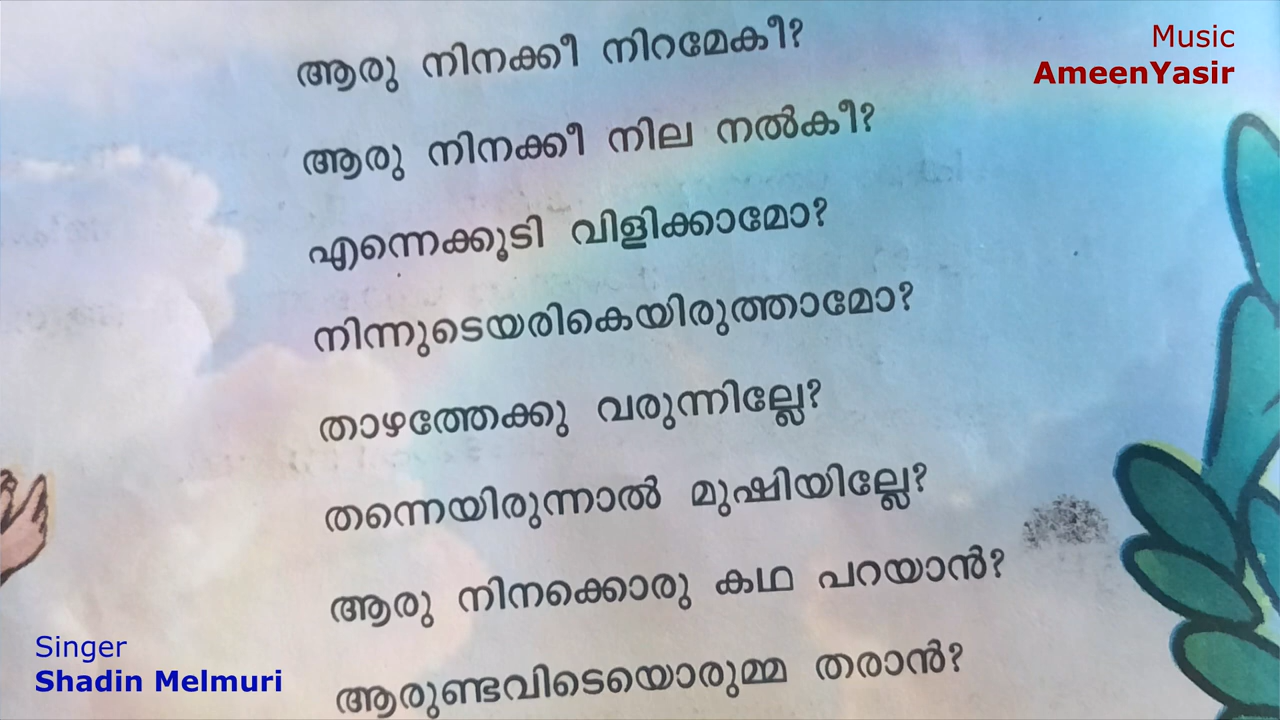 Music
AmeenYasir
ആരു നിനക്കീ നിറമേകീ?
ആരു നിനക്കീ നില നൽകീ?
എന്നെക്കൂടി വിളിക്കാമോ?
നിന്നുടെയരികെയിരുത്താമോ?
താഴത്തേക്കു വരുന്നില്ലേ?
തന്നെയിരുന്നാൽ മുഷിയില്ലേ?
ആരു നിനക്കൊരു കഥ പറയാൻ?
ആരുണ്ടവിടെയൊരുമ്മ തരാൻ?
Singer
Shadin Melmuri